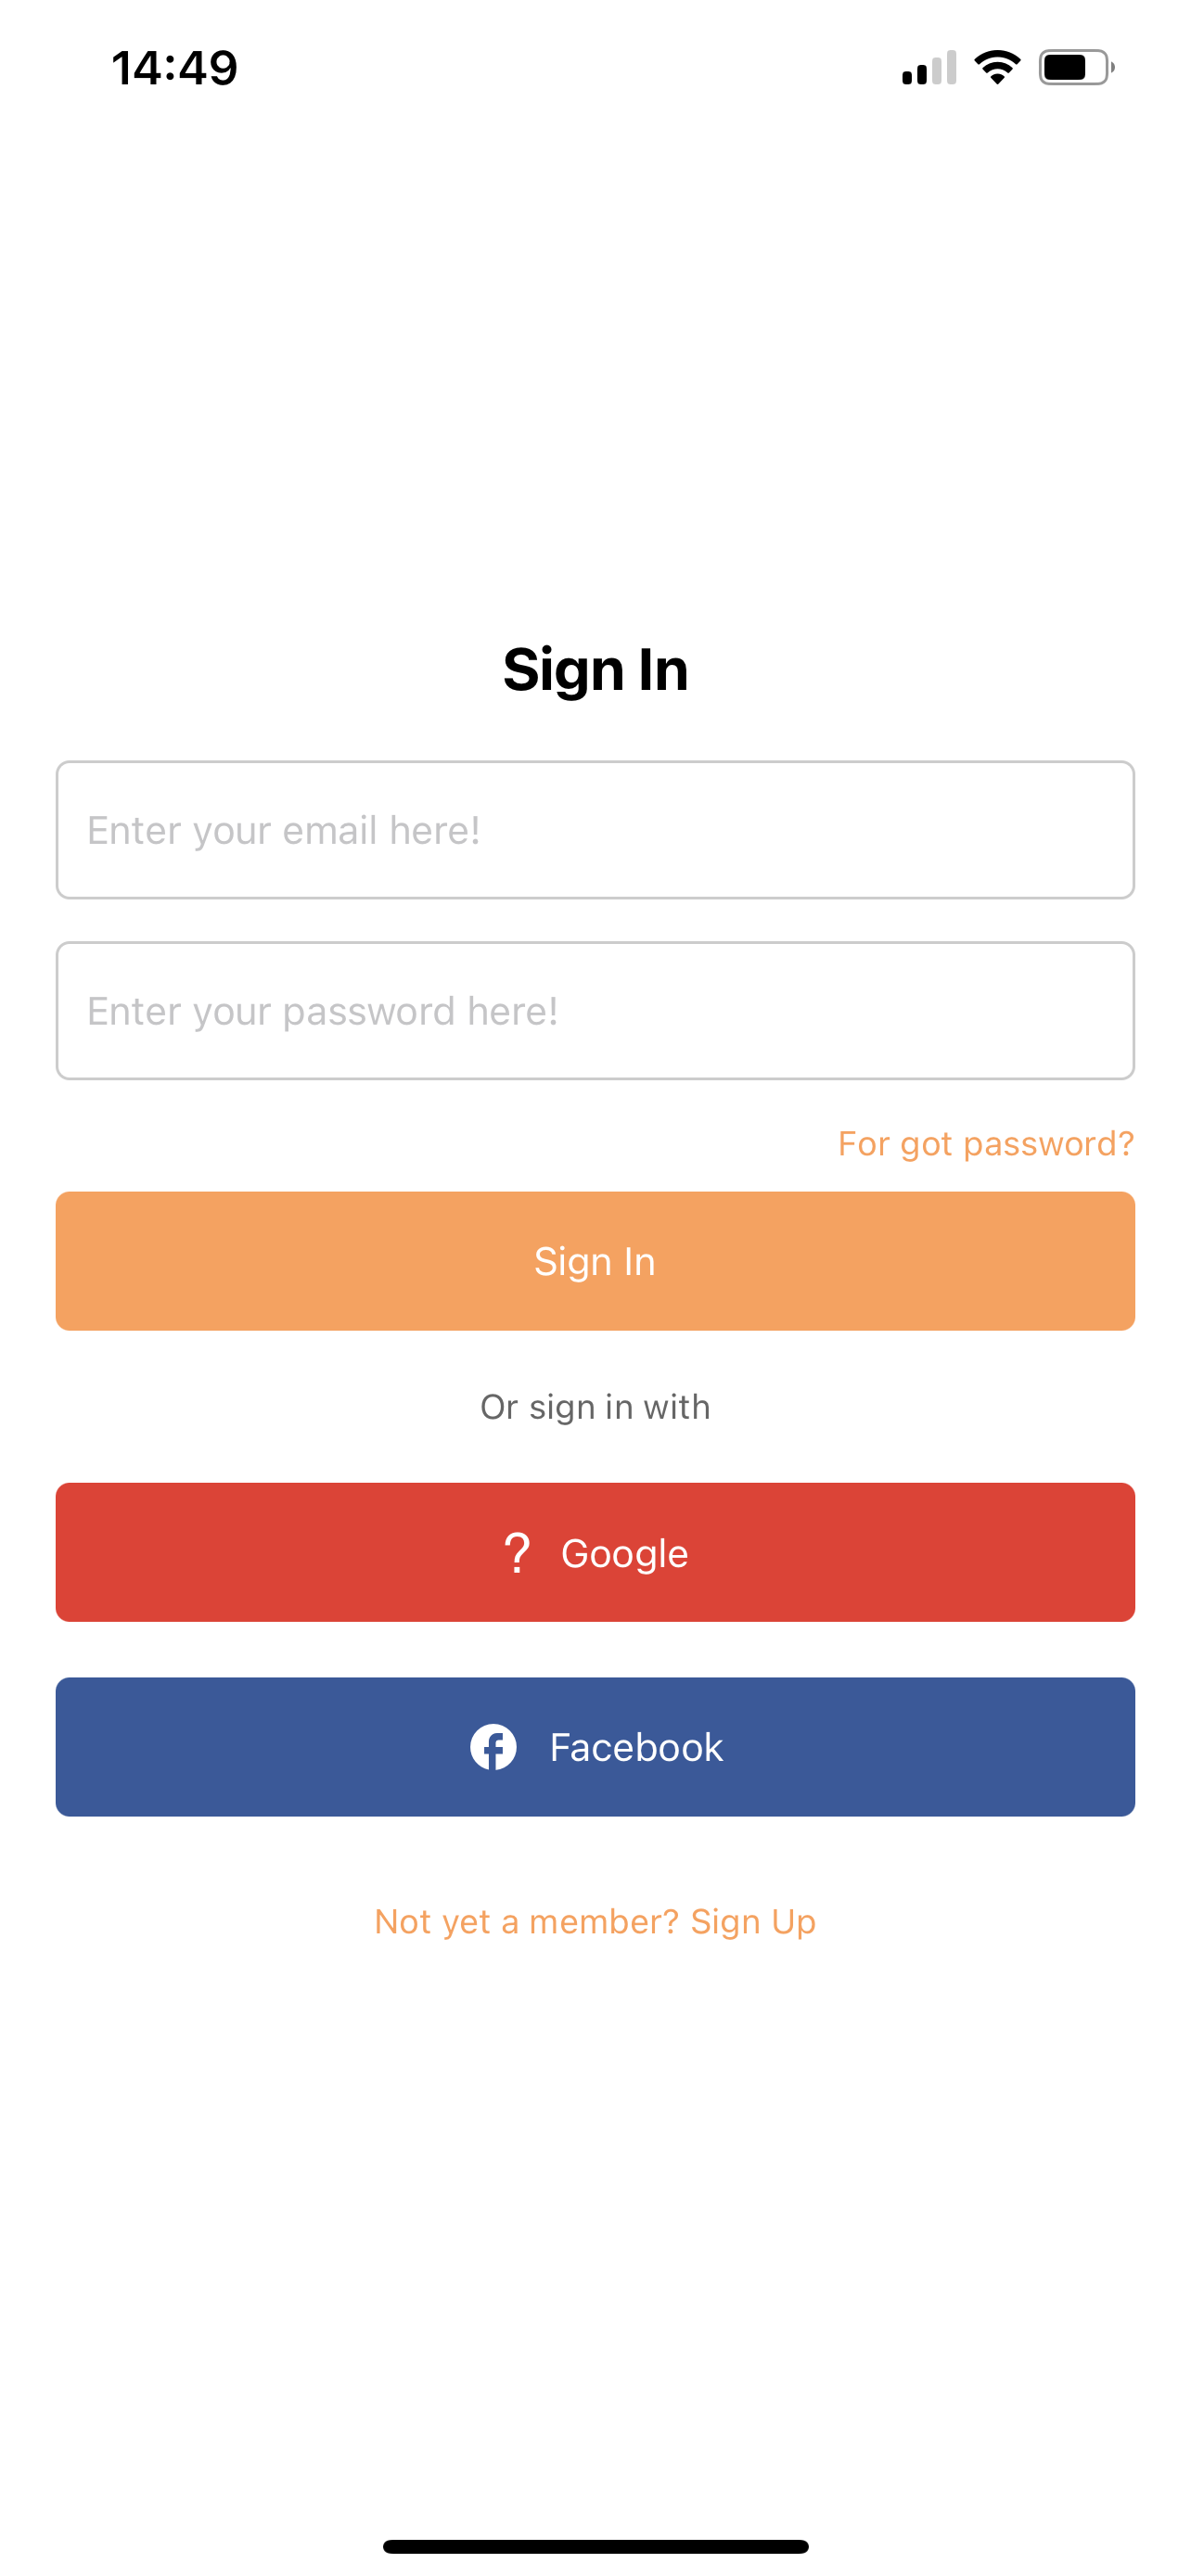 14:49
Sign In
Enter your email here!
Enter your password here!
For got password?
Sign In
Or sign in with
? Google
Facebook
Not yet a member? Sign Up